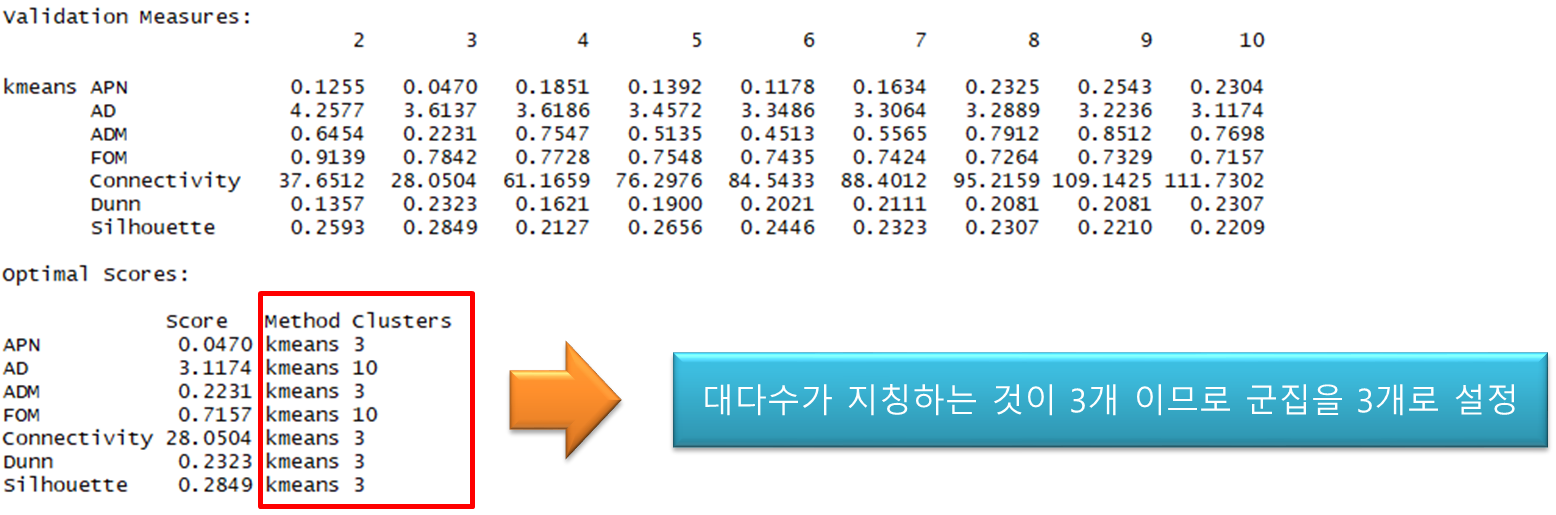 Validation Measures:
2 3 4 5 6 7 8 9 10
kmeans APN 0.1255 0.0470 0.1851 0.1392 0.1178 0.1634 0.2325 0.2543 0.2304
AD 4.2577 3.6137 3.6186 3.4572 3.3486 3.3064 3.2889 3.2236 3.1174
ADM 0.6454 0.2231 0.7547 0.5135 0.4513 0.5565 0.7912 0.8512 0.7698
FOM 0.9139 0.7842 0.7728 0.7548 0.7435 0.7424 0.7264 0.7329 0.7157
Connectivity 37.6512 28.0504 61.1659 76.2976 84.5433 88.4012 95.2159 109.1425 111.7302
Dunn 0.1357 0.2323 0.1621 0.1900 0.2021 0.2111 0.2081 0.2081 0.2307
Silhouette 0.2593 0.2849 0.2127 0.2656 0.2446 0.2323 0.2307 0.2210 0.2209
Optimal Scores:
Score Method Clusters
APN 0.0470 kmeans 3
AD 3.1174 kmeans 10
ADM 0.2231 kmeans 3
FOM 0.7157 kmeans 10
Connectivity 28.0504 kmeans 3
Dunn 0.2323 kmeans 3
Silhouette 0.2849 kmeans 3
대다수가 지칭하는 것이 3개 이므로 군집을 3개로 설정